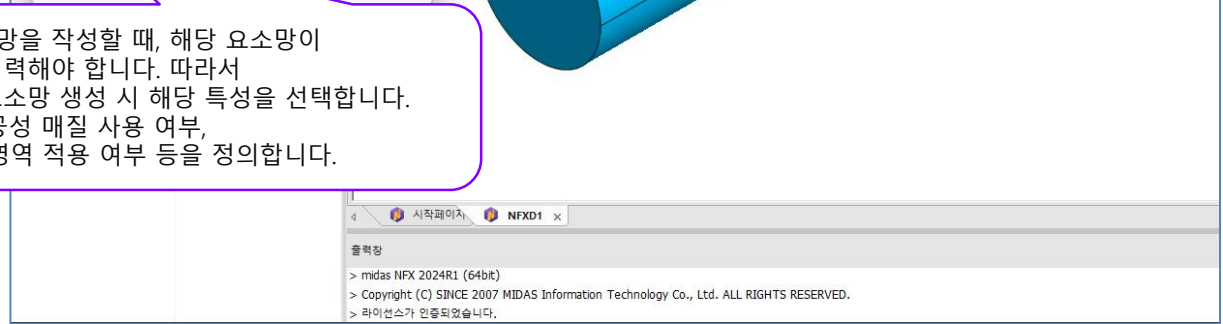 망을 작성할 때, 해당 요소망이
력해야 합니다. 따라서
소망 생성 시 해당 특성을 선택합니다.
공성 매질 사용 여부,
영역 적용 여부 등을 정의합니다.
시작페이지 NFXD1
출력창
> midas NFX 2024R1 (64bit)
> Copyright (C) SINCE 2007 MIDAS Information Technology Co., Ltd. ALL RIGHTS RESERVED.
> 라이선스가 인증되었습니다.